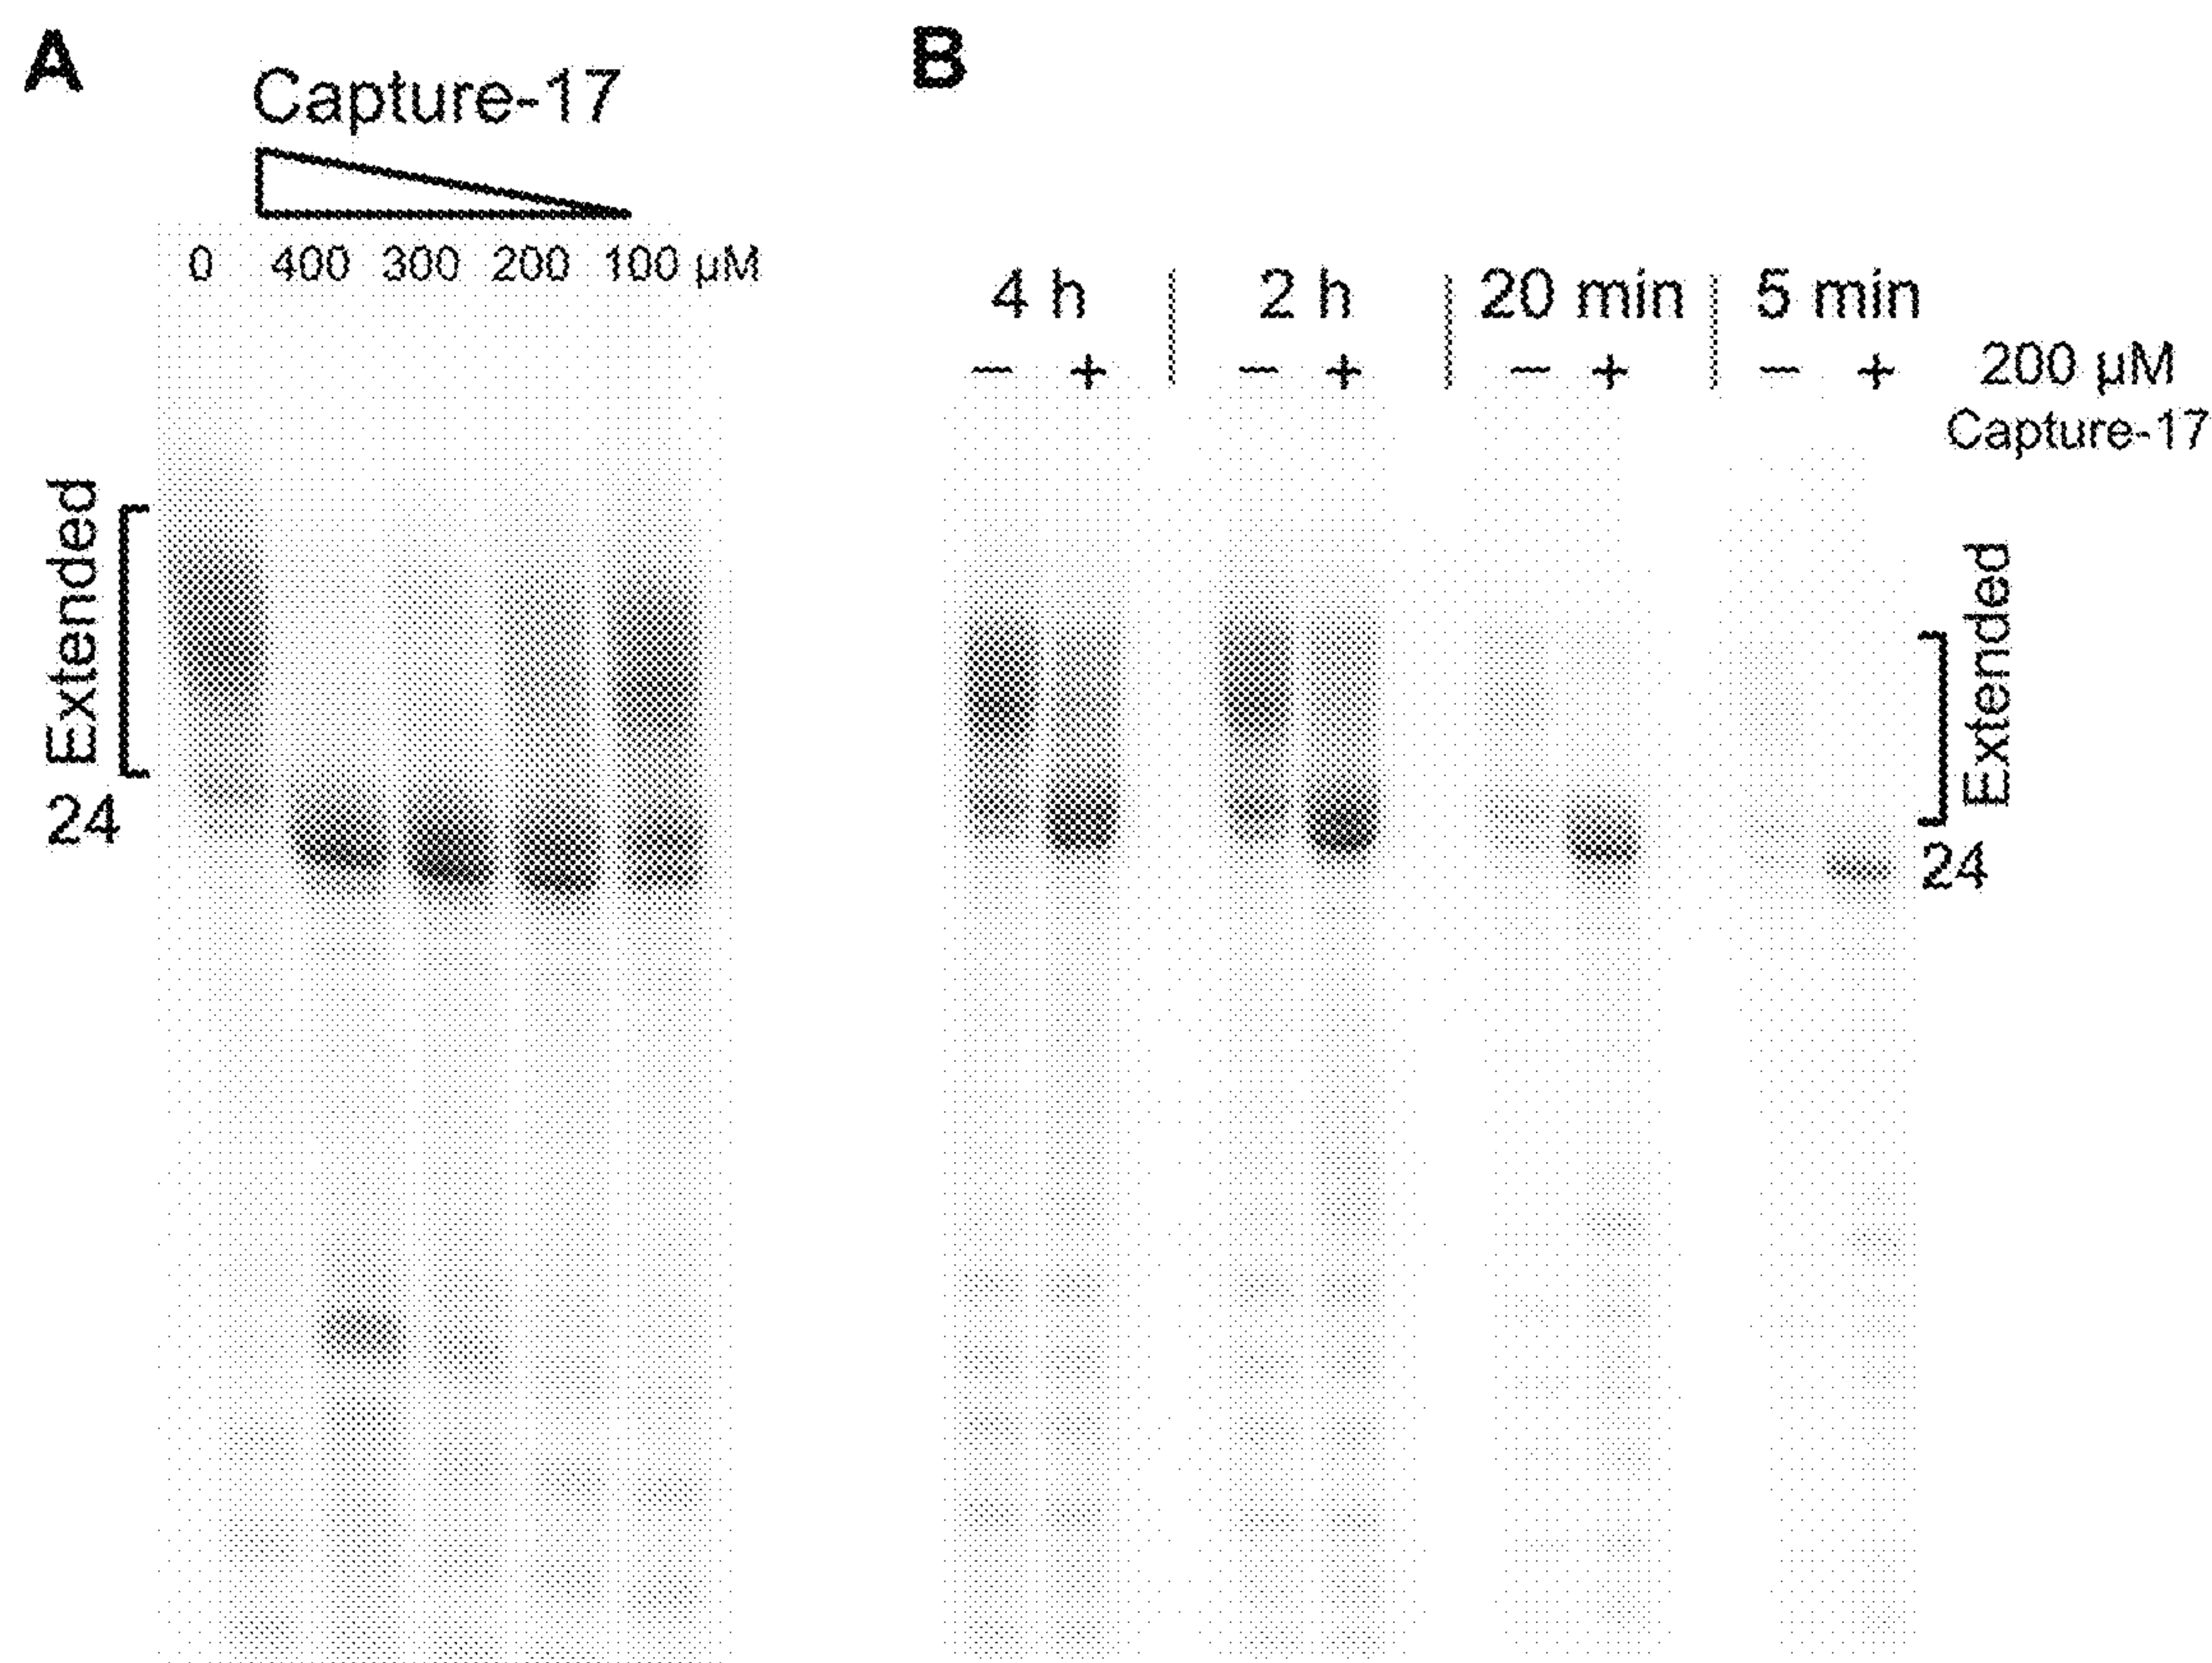 A
Capture-17
0 400 300 200 100 µM
Extended
24
B
4 h 2 h 20 min 5 min
– + – + – + – +
200 µM
Capture-17
Extended
24